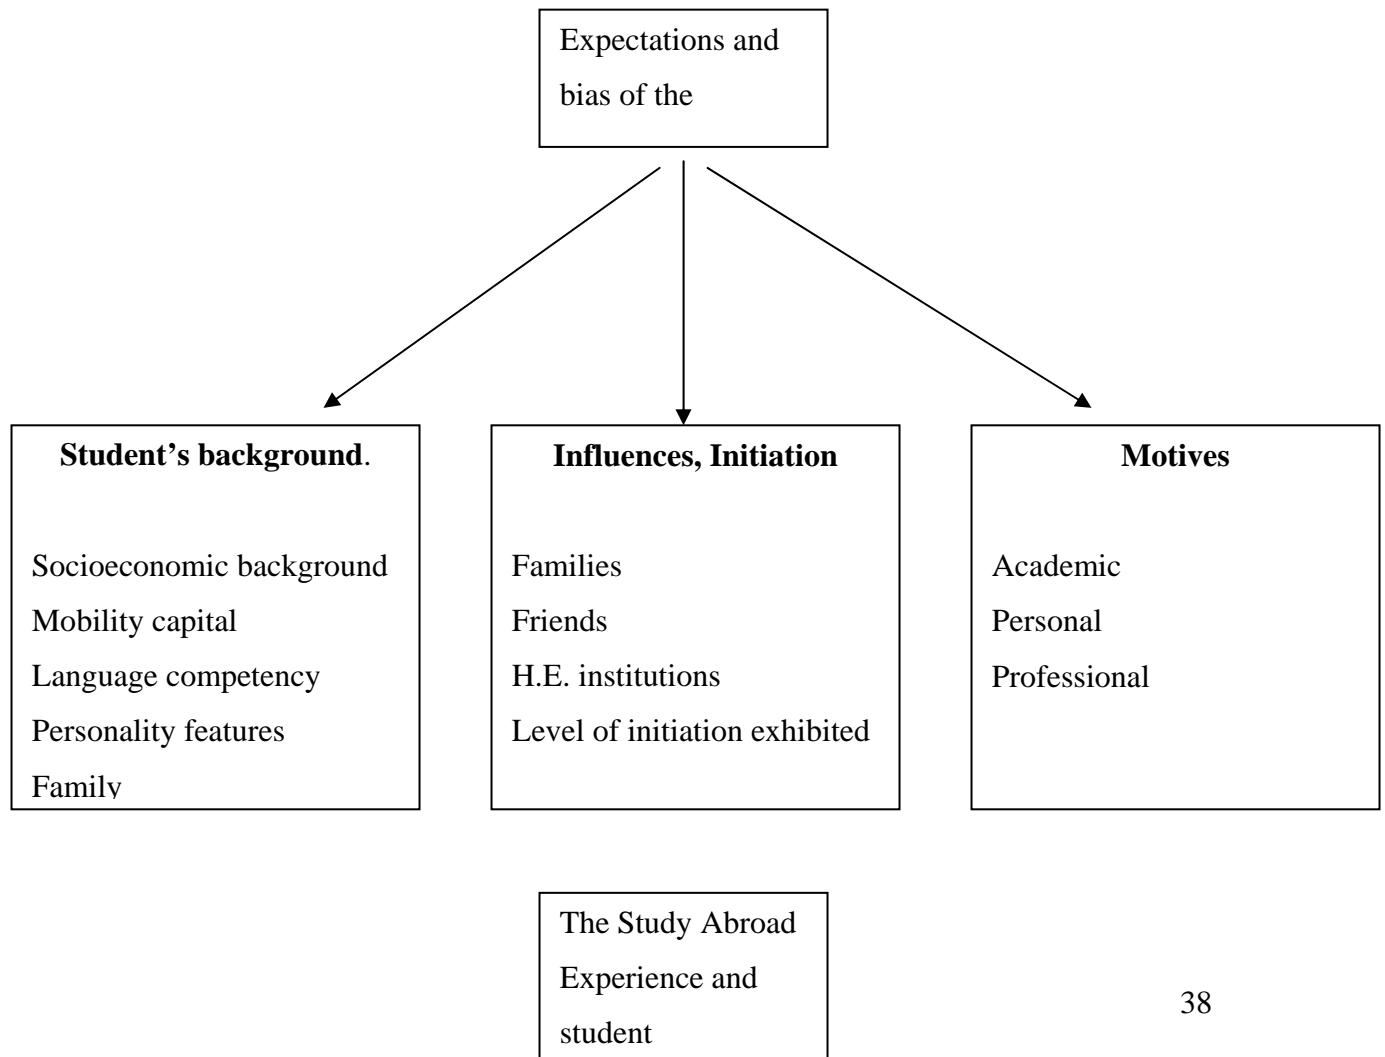 Expectations and
bias of the
Student’s background.
Socioeconomic background
Mobility capital
Language competency
Personality features
Family
Influences, Initiation
Families
Friends
H.E. institutions
Level of initiation exhibited
Motives
Academic
Personal
Professional
The Study Abroad
Experience and
student
38